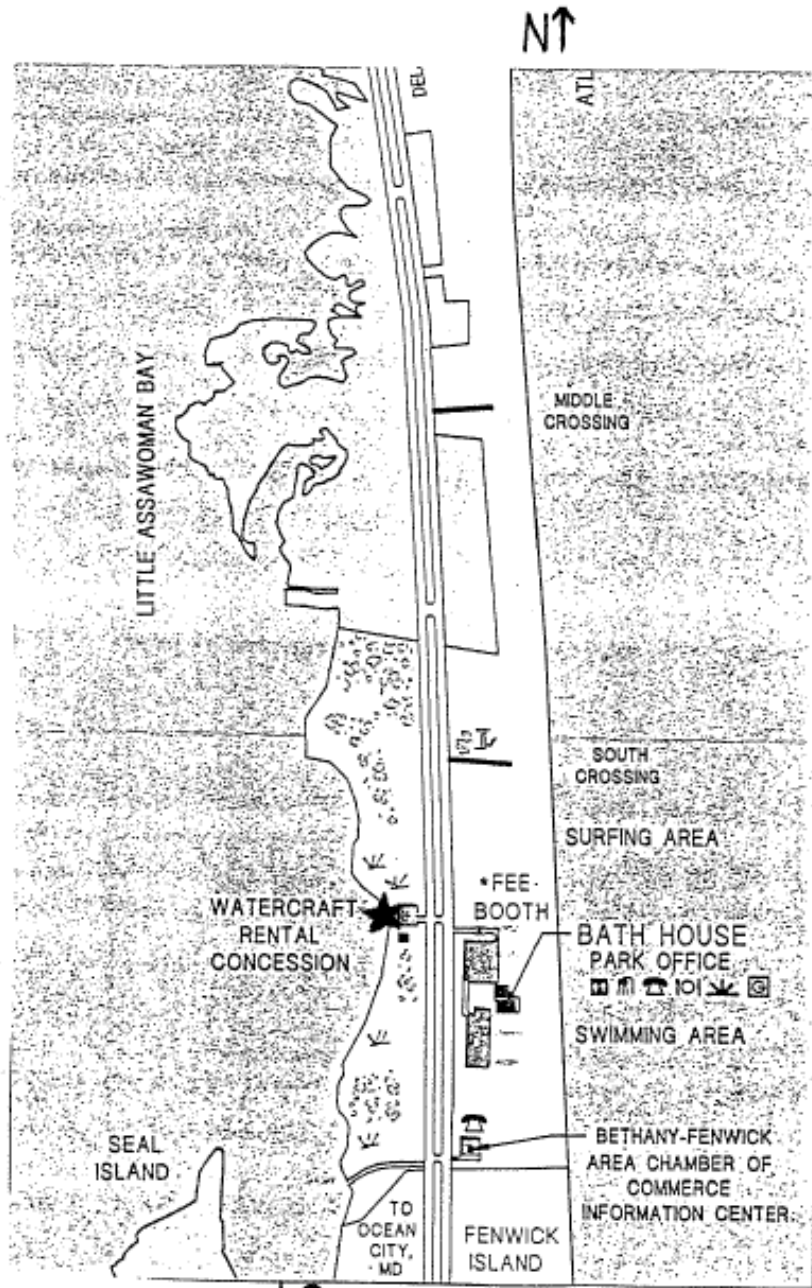 N
DEL
ATL
LITTLE ASSAWOMAN BAY
MIDDLE
CROSSING
SOUTH
CROSSING
SURFING AREA
*FEE
BOOTH
WATERCRAFT
RENTAL
CONCESSION
BATH HOUSE
PARK OFFICE
G
SWIMMING AREA
SEAL
ISLAND
BETHANY-FENWICK
AREA CHAMBER OF
COMMERCE
INFORMATION CENTER
TO
OCEAN
CITY,
MD
FENWICK
ISLAND